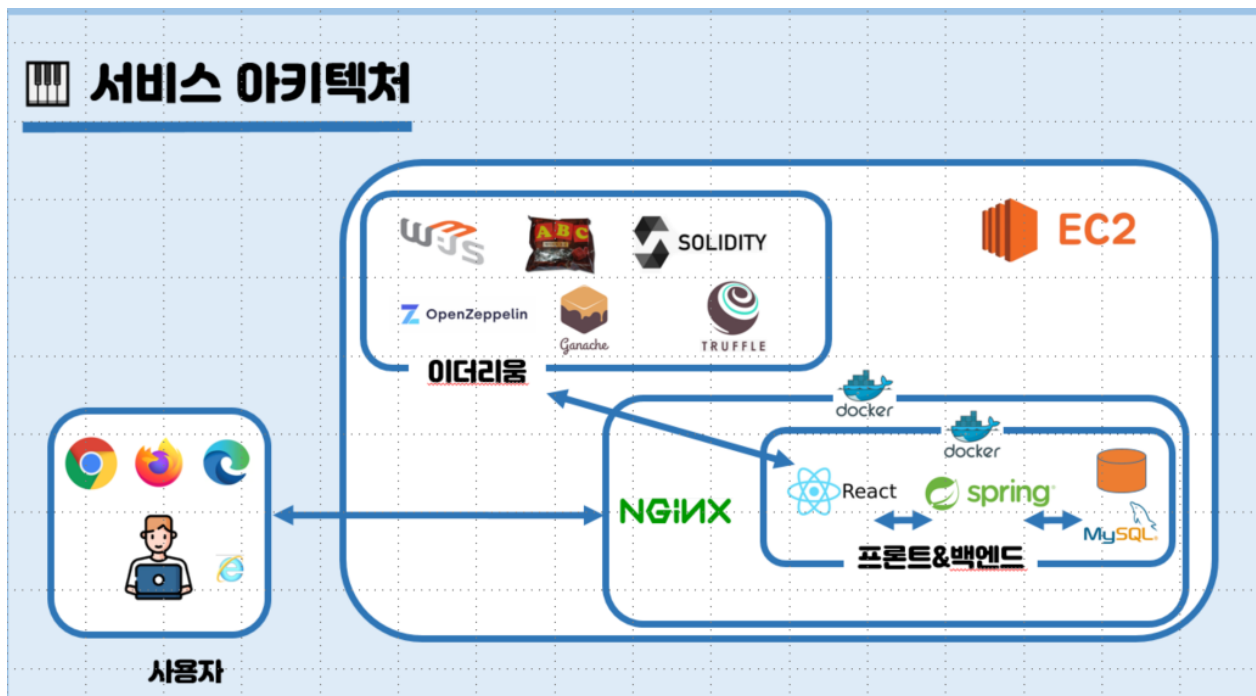 서비스 아키텍처
W3JS
ABC
SOLIDITY
EC2
OpenZeppelin
Ganache
TRUFFLE
이더리움
docker
docker
NGiNX
React
spring
MySQL
프론트&백엔드
사용자